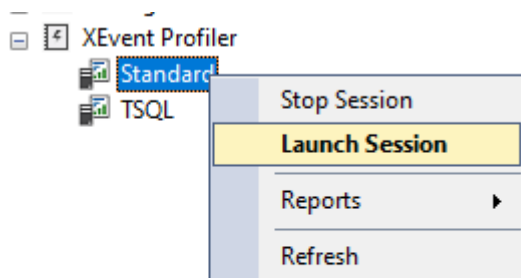 XEvent Profiler
Standard
TSQL
Stop Session
Launch Session
Reports
Refresh